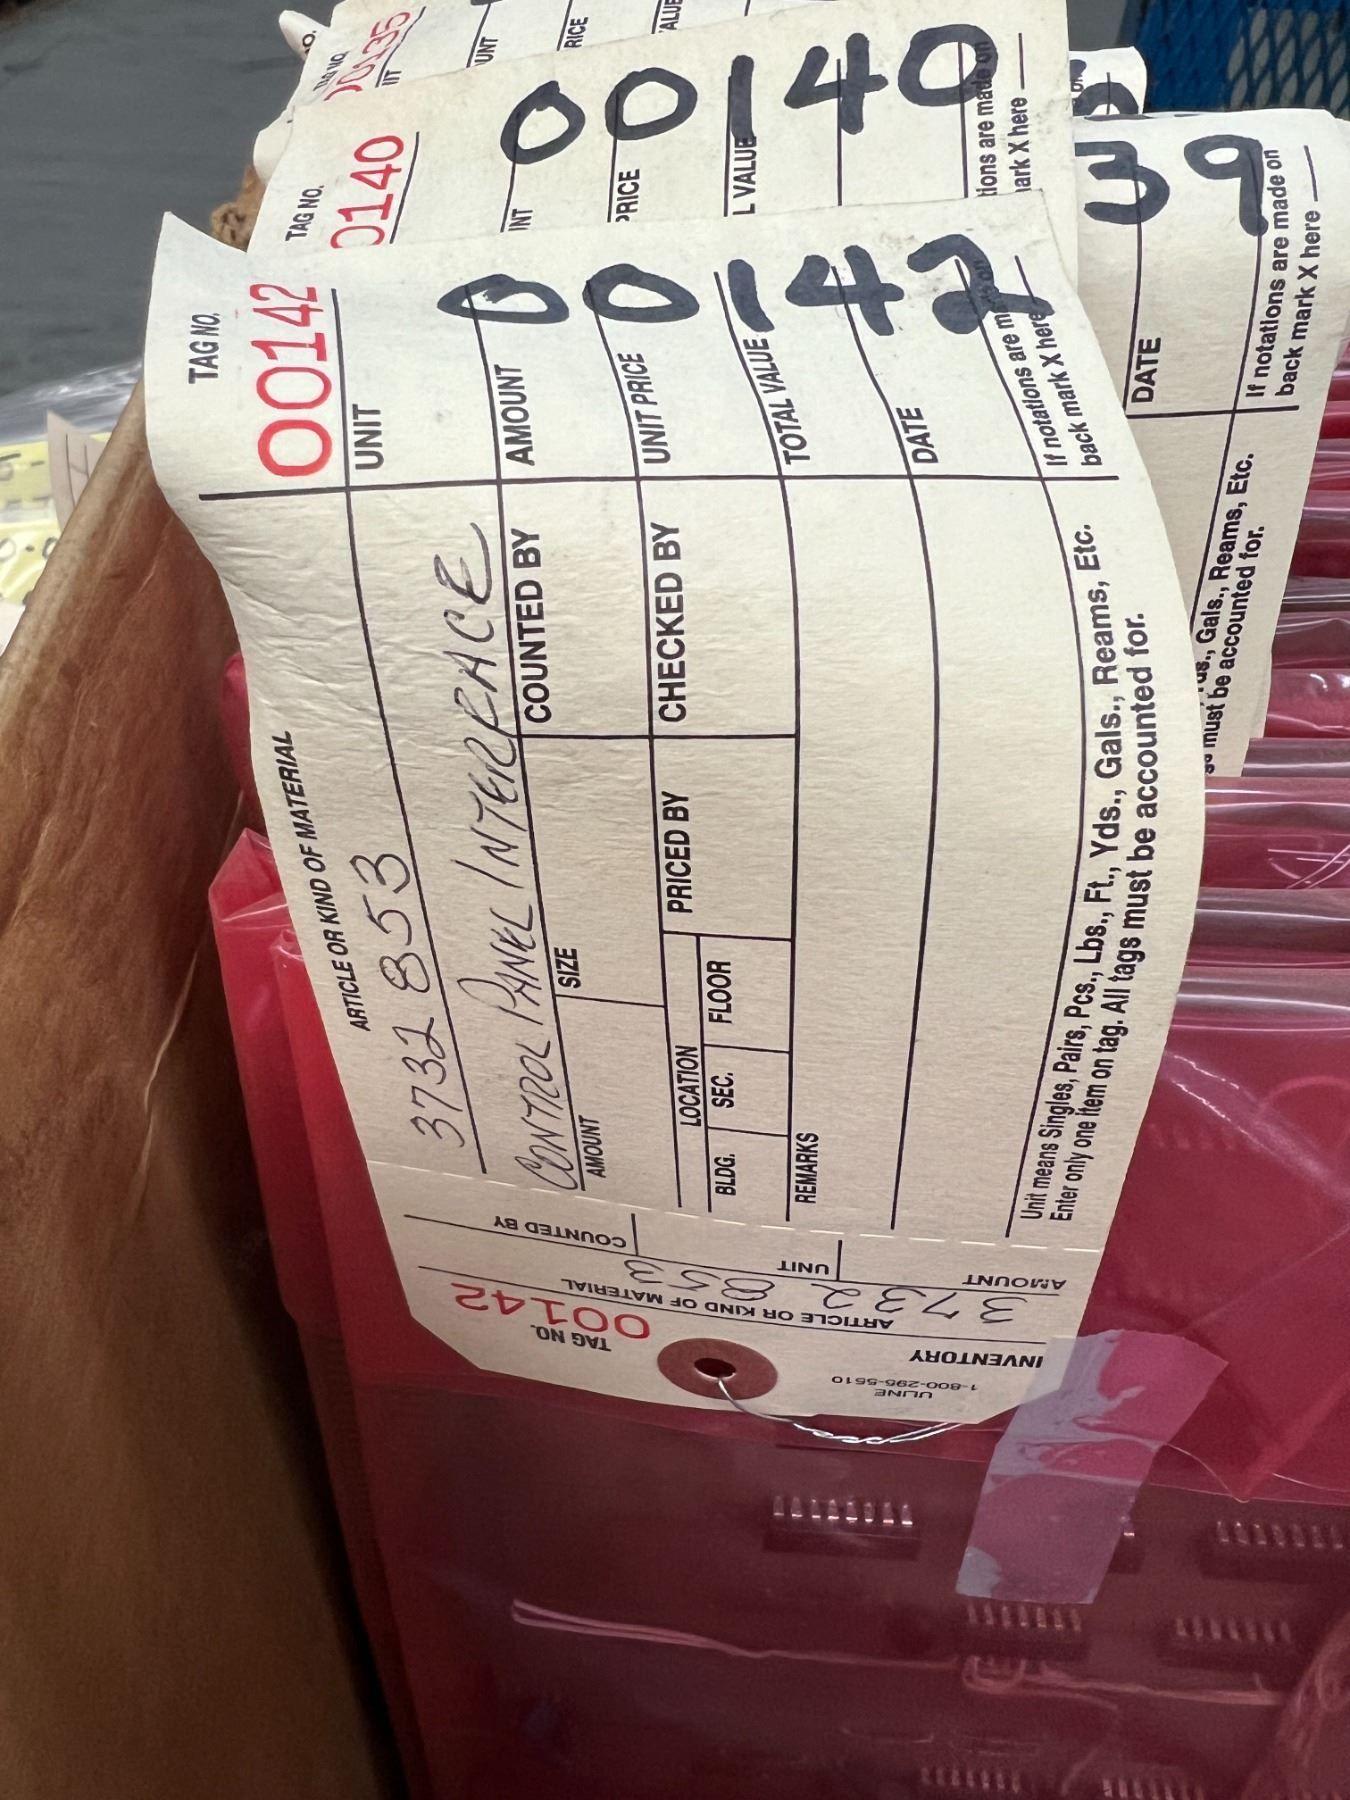 TAG NO.
00142
00142
ARTICLE OR KIND OF MATERIAL
UNIT
3732853
CONTROL PANEL INTERFACE
AMOUNT
SIZE
COUNTED BY
AMOUNT
LOCATION
PRICED BY
CHECKED BY
UNIT PRICE
BLDG.
SEC.
FLOOR
TOTAL VALUE
REMARKS
DATE
Unit means Singles, Pairs, Pcs., Lbs., Ft., Yds., Gals., Reams, Etc.
Enter only one item on tag. All tags must be accounted for.
If notations are made on
back mark X here
ULINE
1-800-295-5510
INVENTORY
TAG NO.
00142
ARTICLE OR KIND OF MATERIAL
3732853
AMOUNT
UNIT
COUNTED BY
TAG NO.
0140
00140
PRICE
L VALUE
tions are made on
ark X here
39
DATE
If notations are made on
back mark X here
Gals., Reams, Etc.
must be accounted for.
UNT
RICE